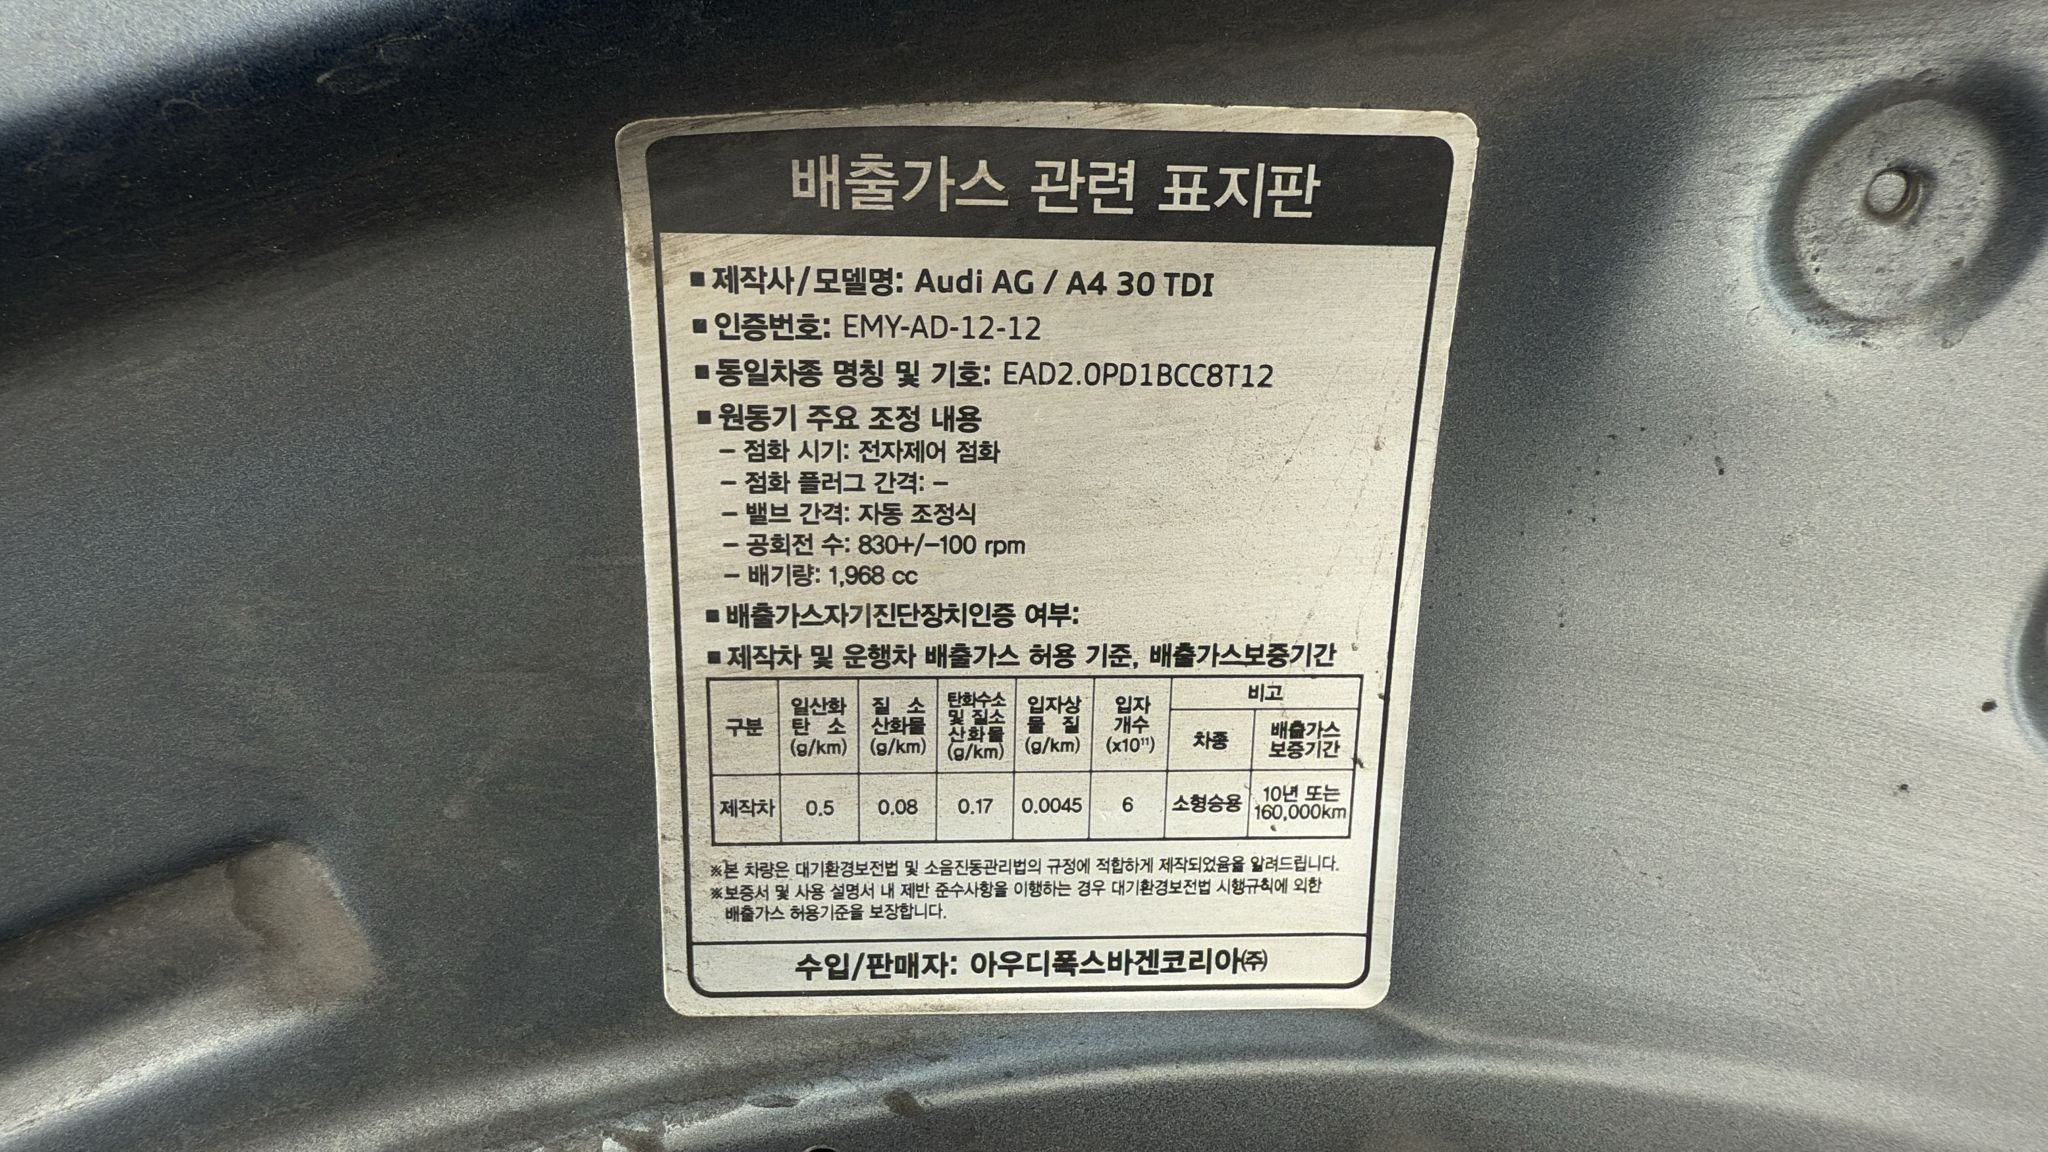 배출가스 관련 표지판
■ 제작사/모델명: Audi AG / A4 30 TDI
■ 인증번호: EMY-AD-12-12
■ 동일차종 명칭 및 기호: EAD2.0PD1BCC8T12
■ 원동기 주요 조정 내용
– 점화 시기: 전자제어 점화
– 점화 플러그 간격: –
– 밸브 간격: 자동 조정식
– 공회전 수: 830+/–100 rpm
– 배기량: 1,968 cc
■ 배출가스자기진단장치인증 여부:
■ 제작차 및 운행차 배출가스 허용 기준, 배출가스보증기간
구분 일산화 탄소 (g/km) 질소 산화물 (g/km) 탄화수소 및 질소 산화물 (g/km) 입자상 물질 (g/km) 입자 개수 (x10¹¹) 비고
차종 배출가스 보증기간
제작차 0.5 0.08 0.17 0.0045 6 소형승용 10년 또는 160,000km
※본 차량은 대기환경보전법 및 소음진동관리법의 규정에 적합하게 제작되었음을 알려드립니다.
※보증서 및 사용 설명서 내 제반 준수사항을 이행하는 경우 대기환경보전법 시행규칙에 의한
배출가스 허용기준을 보장합니다.
수입/판매자: 아우디폭스바겐코리아㈜